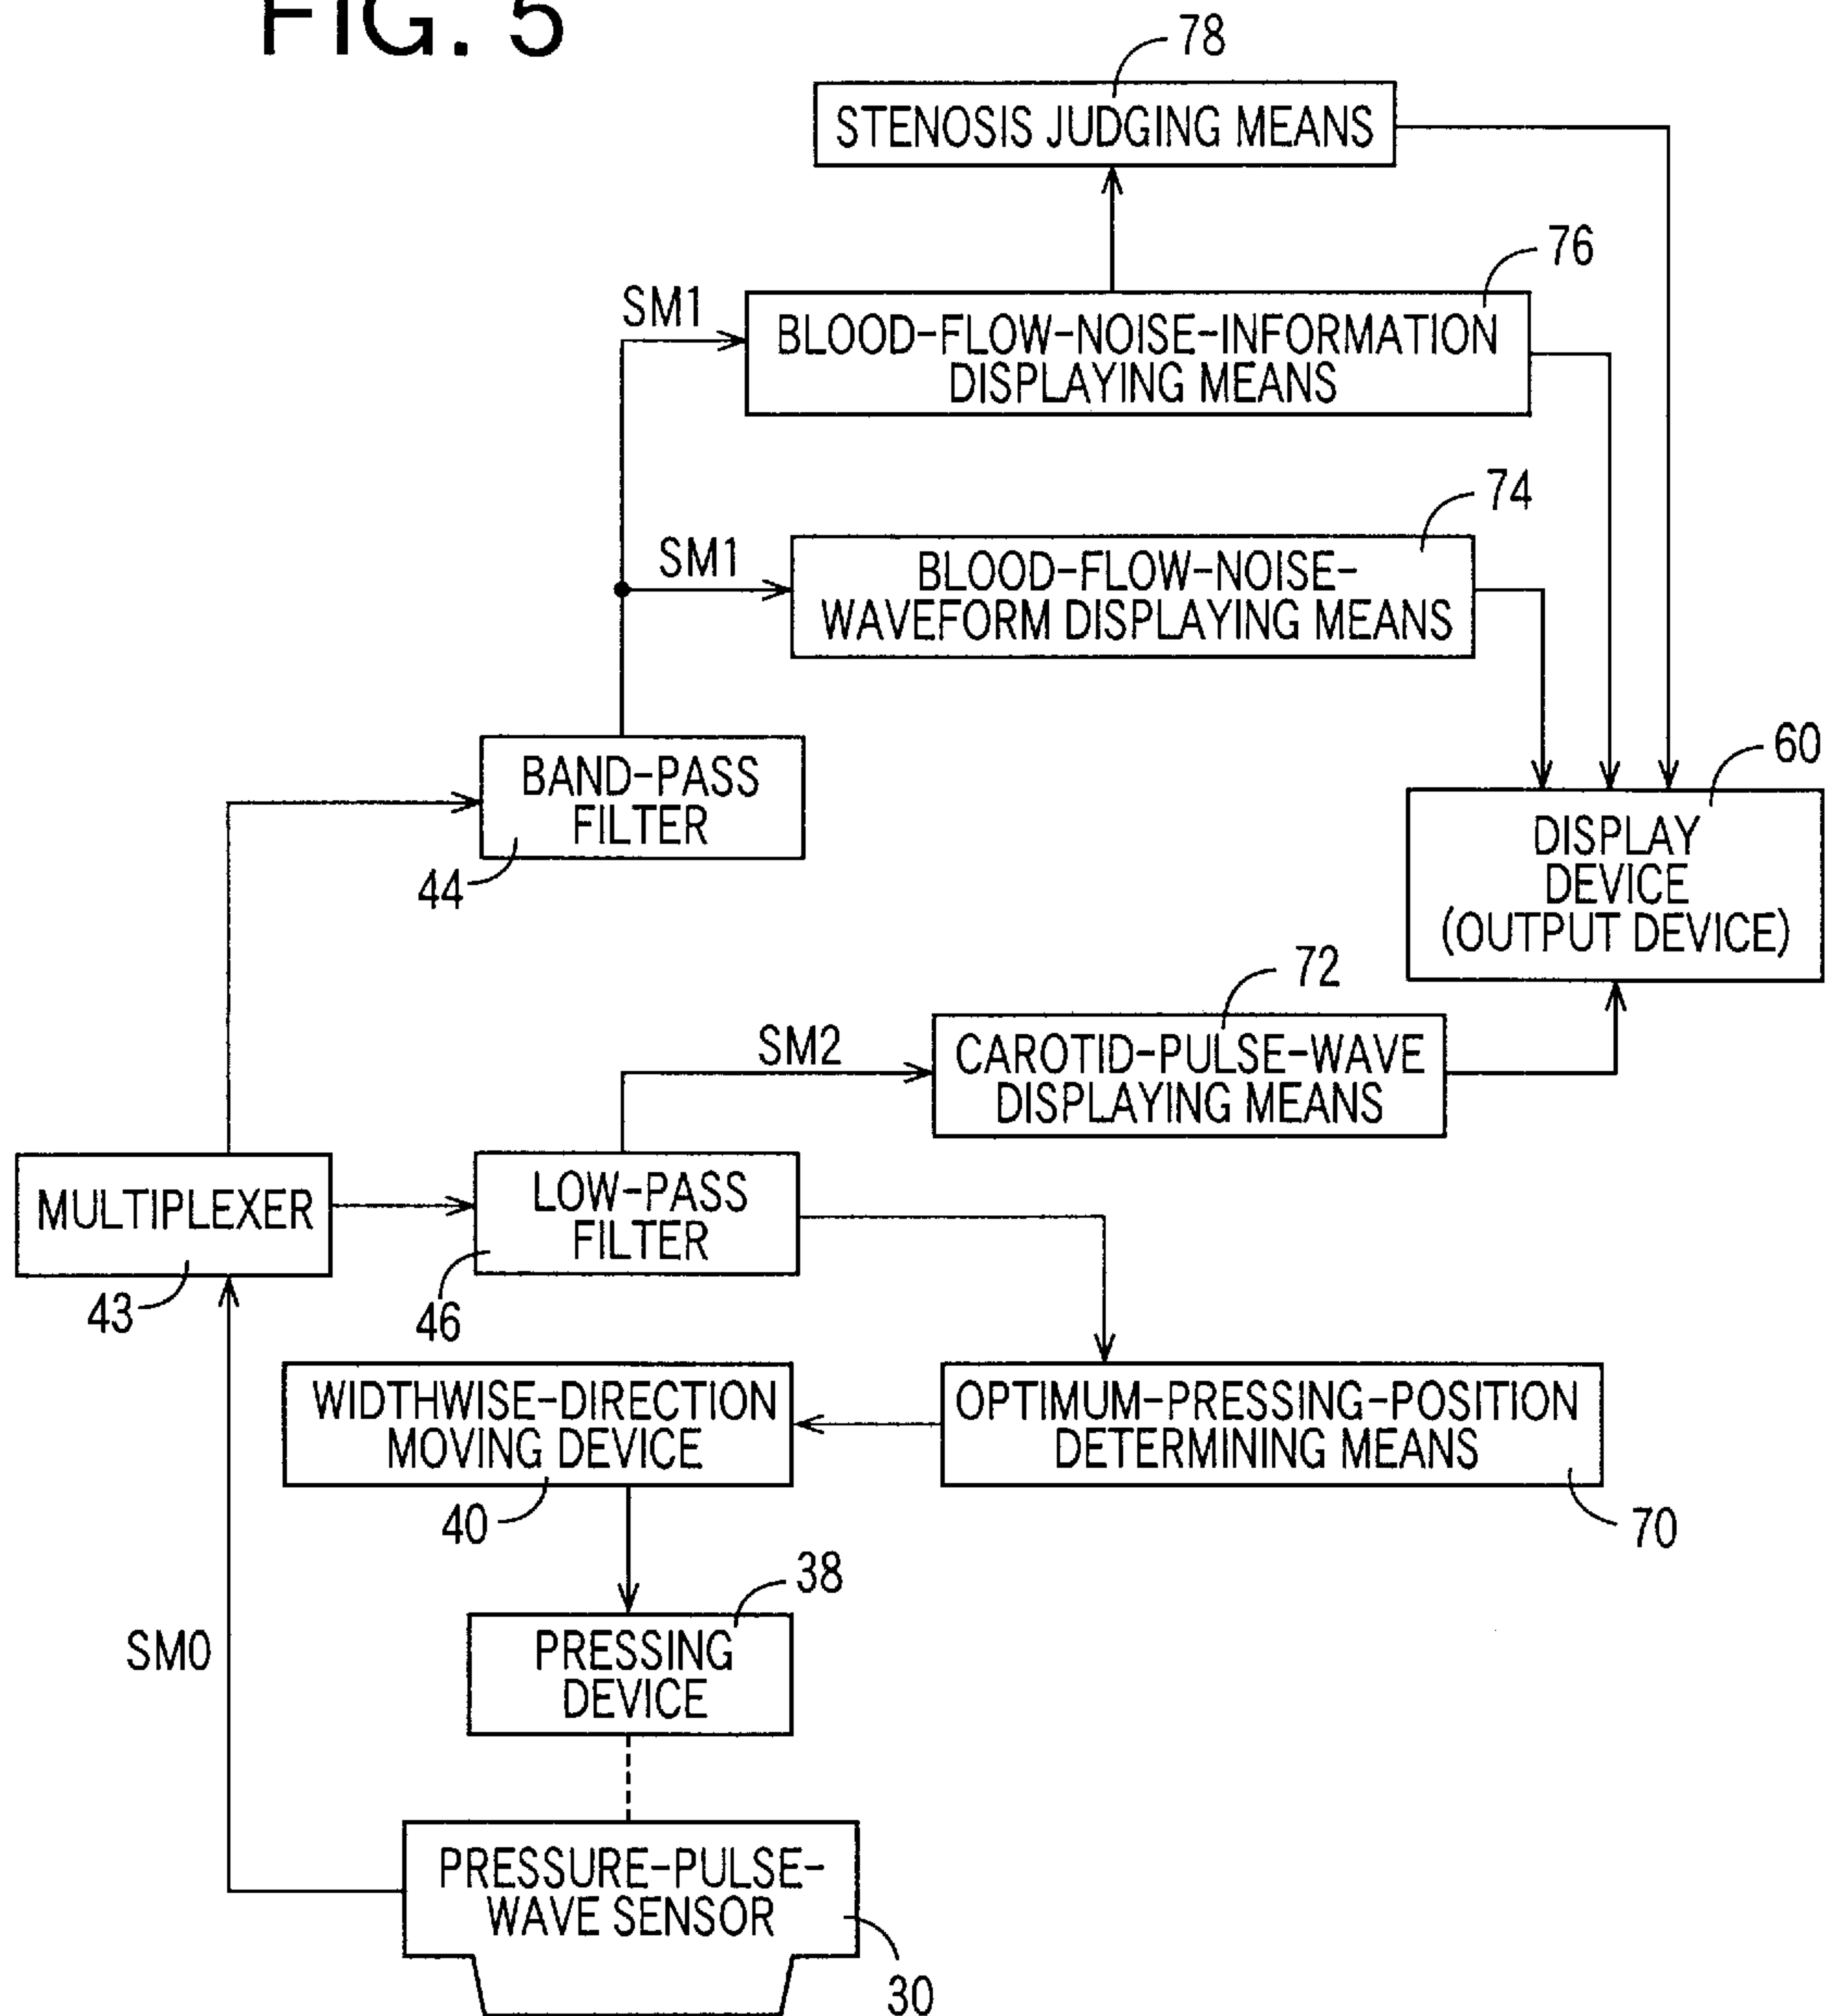 FIG. 5
78
STENOSIS JUDGING MEANS
76
SM1
BLOOD-FLOW-NOISE-INFORMATION
DISPLAYING MEANS
74
SM1
BLOOD-FLOW-NOISE-
WAVEFORM DISPLAYING MEANS
60
BAND-PASS
FILTER
44
DISPLAY
DEVICE
(OUTPUT DEVICE)
72
SM2
CAROTID-PULSE-WAVE
DISPLAYING MEANS
MULTIPLEXER
43
LOW-PASS
FILTER
46
WIDTHWISE-DIRECTION
MOVING DEVICE
40
OPTIMUM-PRESSING-POSITION
DETERMINING MEANS
70
38
PRESSING
DEVICE
SM0
PRESSURE-PULSE-
WAVE SENSOR
30